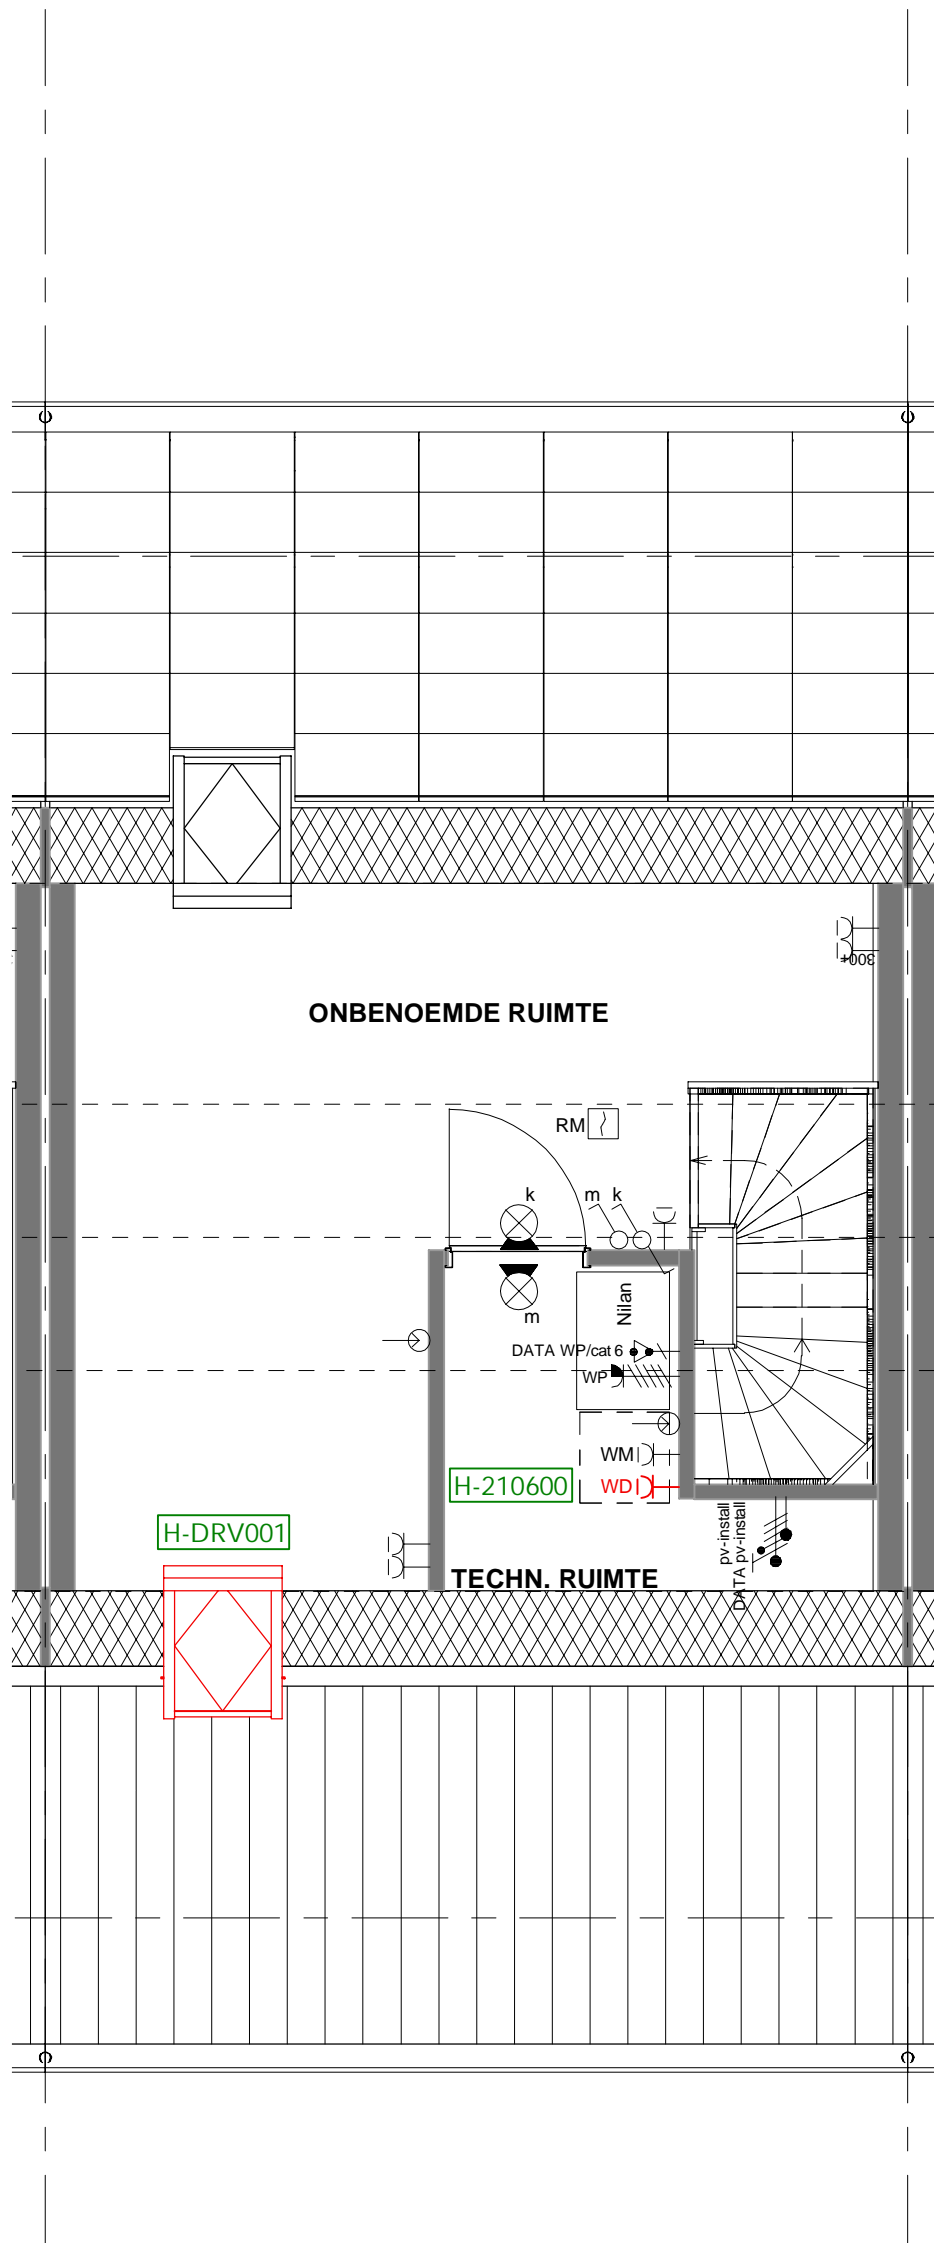 300+
ONBENOEMDE RUIMTE
RM
k
m k
m
Nilan
DATA WP/cat 6
WP
WM
H-210600
WD
H-DRV001
pv-install
DATA pv-install
TECHN. RUIMTE